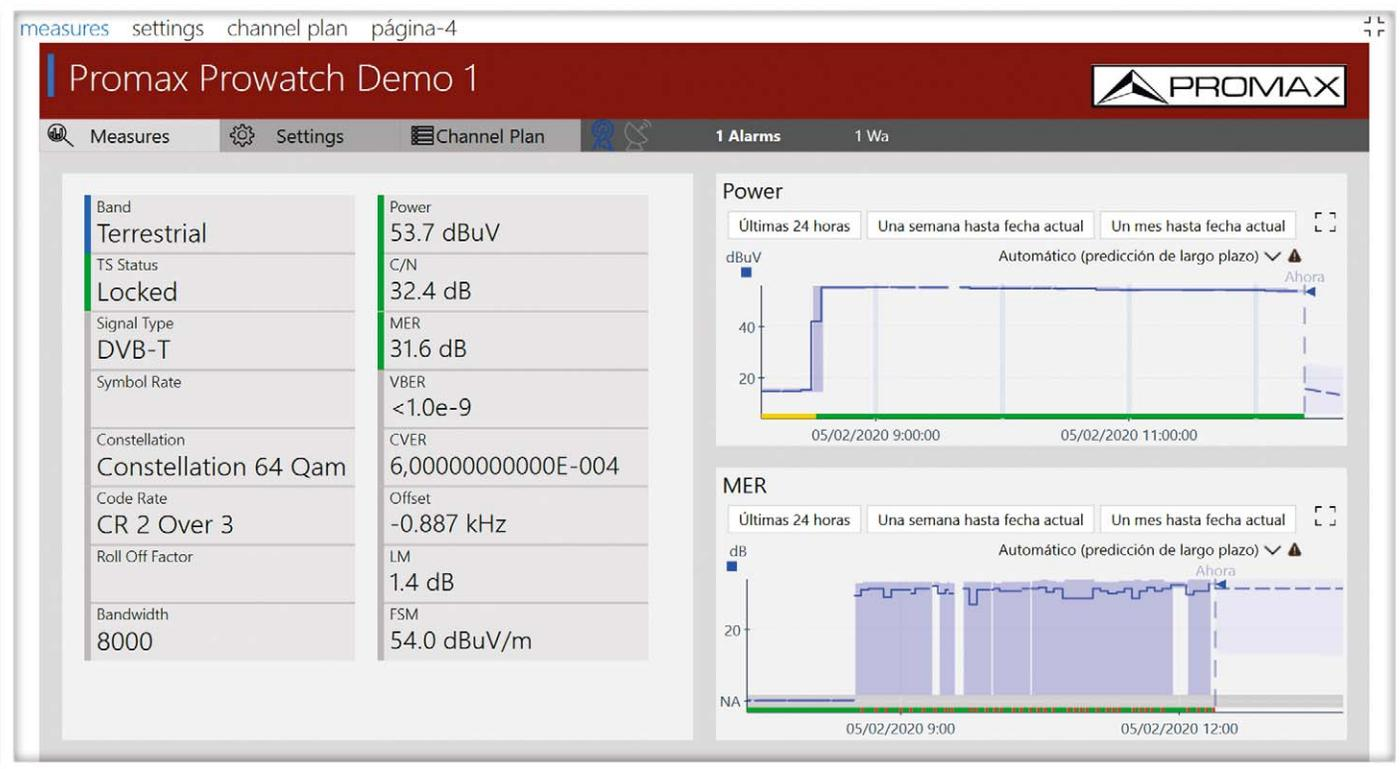 measures settings channel plan página-4
Promax Prowatch Demo 1
PROMAX
Measures Settings Channel Plan 1 Alarms 1 Wa
Band
Terrestrial
TS Status
Locked
Signal Type
DVB-T
Symbol Rate
Constellation
Constellation 64 Qam
Code Rate
CR 2 Over 3
Roll Off Factor
Bandwidth
8000
Power
53.7 dBuV
C/N
32.4 dB
MER
31.6 dB
VBER
<1.0e-9
CVER
6,00000000000E-004
Offset
-0.887 kHz
LM
1.4 dB
FSM
54.0 dBuV/m
Power
Últimas 24 horas Una semana hasta fecha actual Un mes hasta fecha actual
dBuV Automático (predicción de largo plazo)
Ahora
40
20
05/02/2020 9:00:00 05/02/2020 11:00:00
MER
Últimas 24 horas Una semana hasta fecha actual Un mes hasta fecha actual
dB Automático (predicción de largo plazo)
Ahora
20
NA
05/02/2020 9:00 05/02/2020 12:00